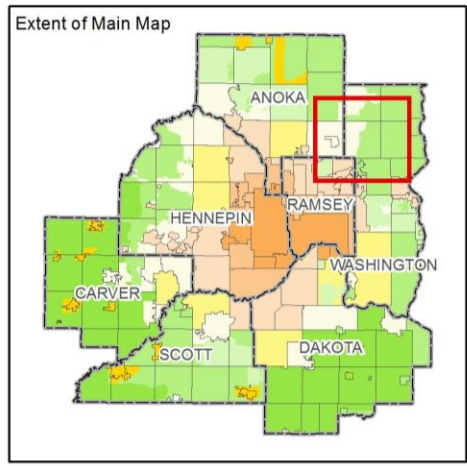 Extent of Main Map
ANOKA
HENNEPIN
RAMSEY
WASHINGTON
CARVER
SCOTT
DAKOTA